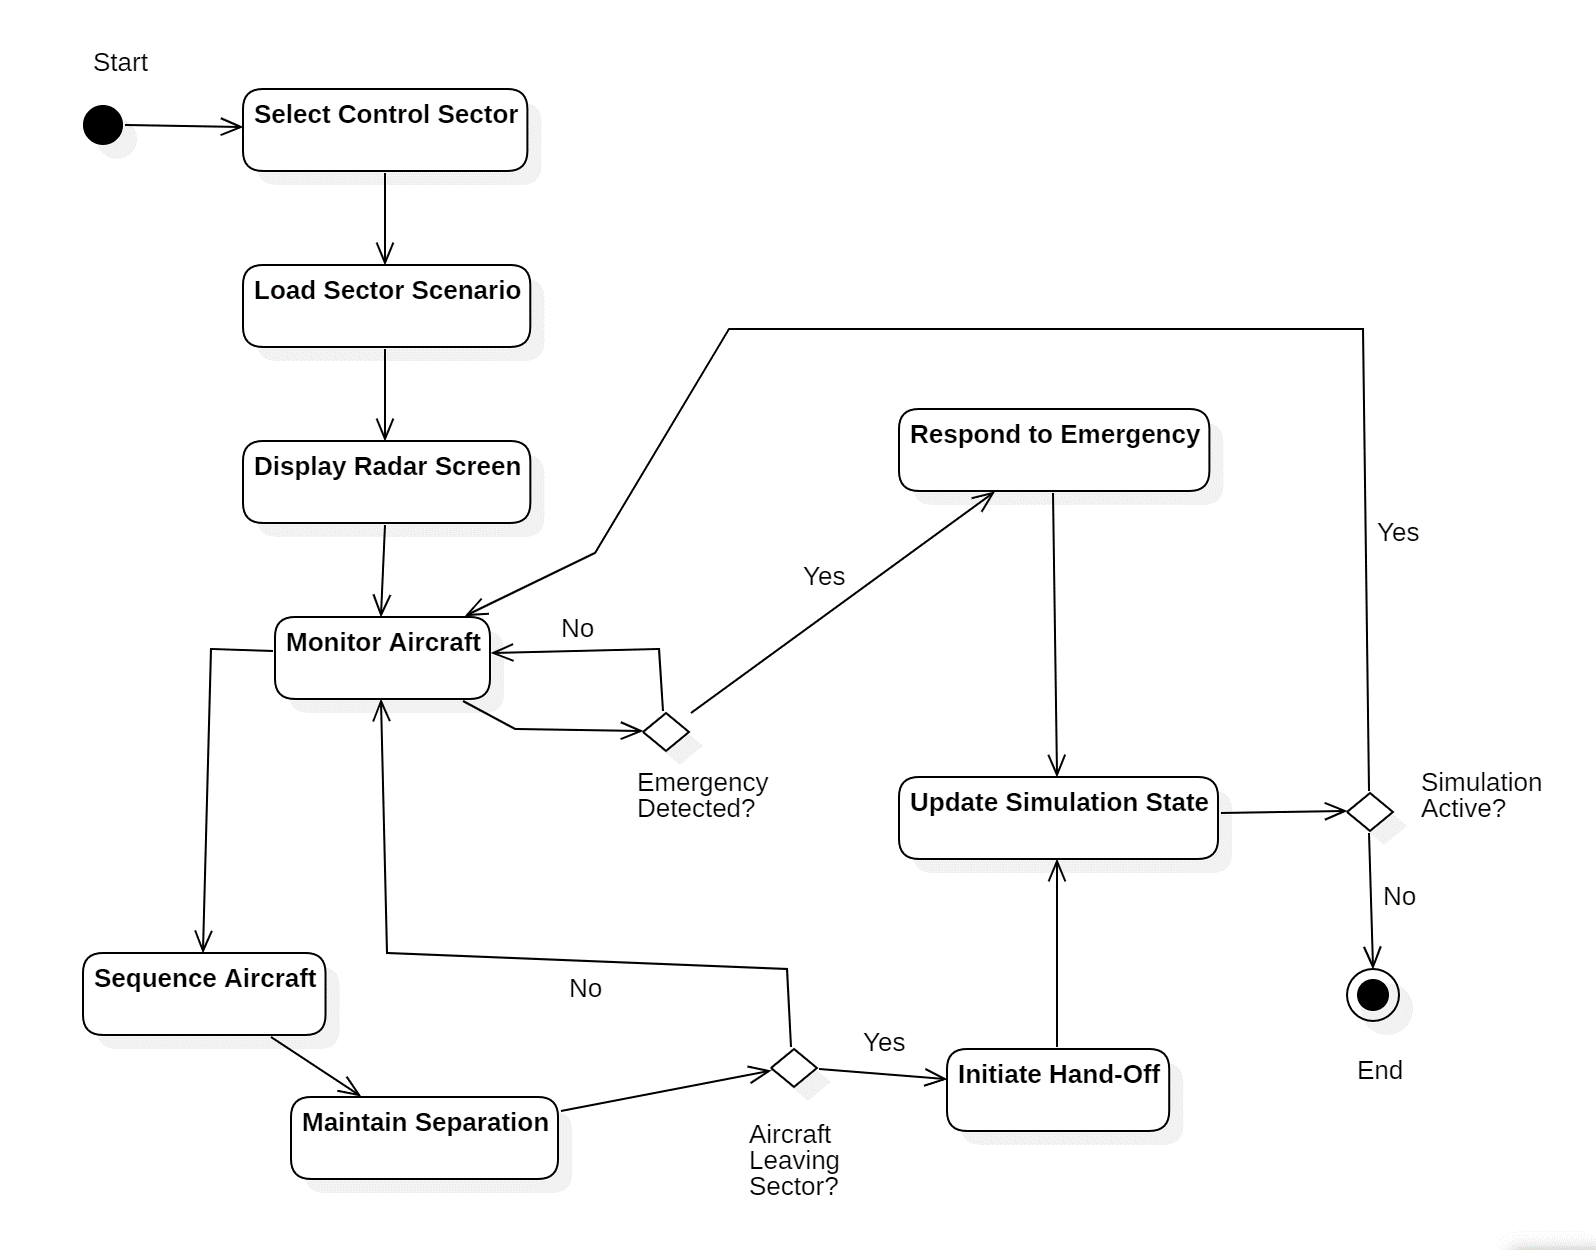 Start
Select Control Sector
Load Sector Scenario
Display Radar Screen
Respond to Emergency
Yes
Yes
No
Monitor Aircraft
Emergency
Detected?
Update Simulation State
Simulation
Active?
No
Sequence Aircraft
No
Yes
Initiate Hand-Off
End
Maintain Separation
Aircraft
Leaving
Sector?